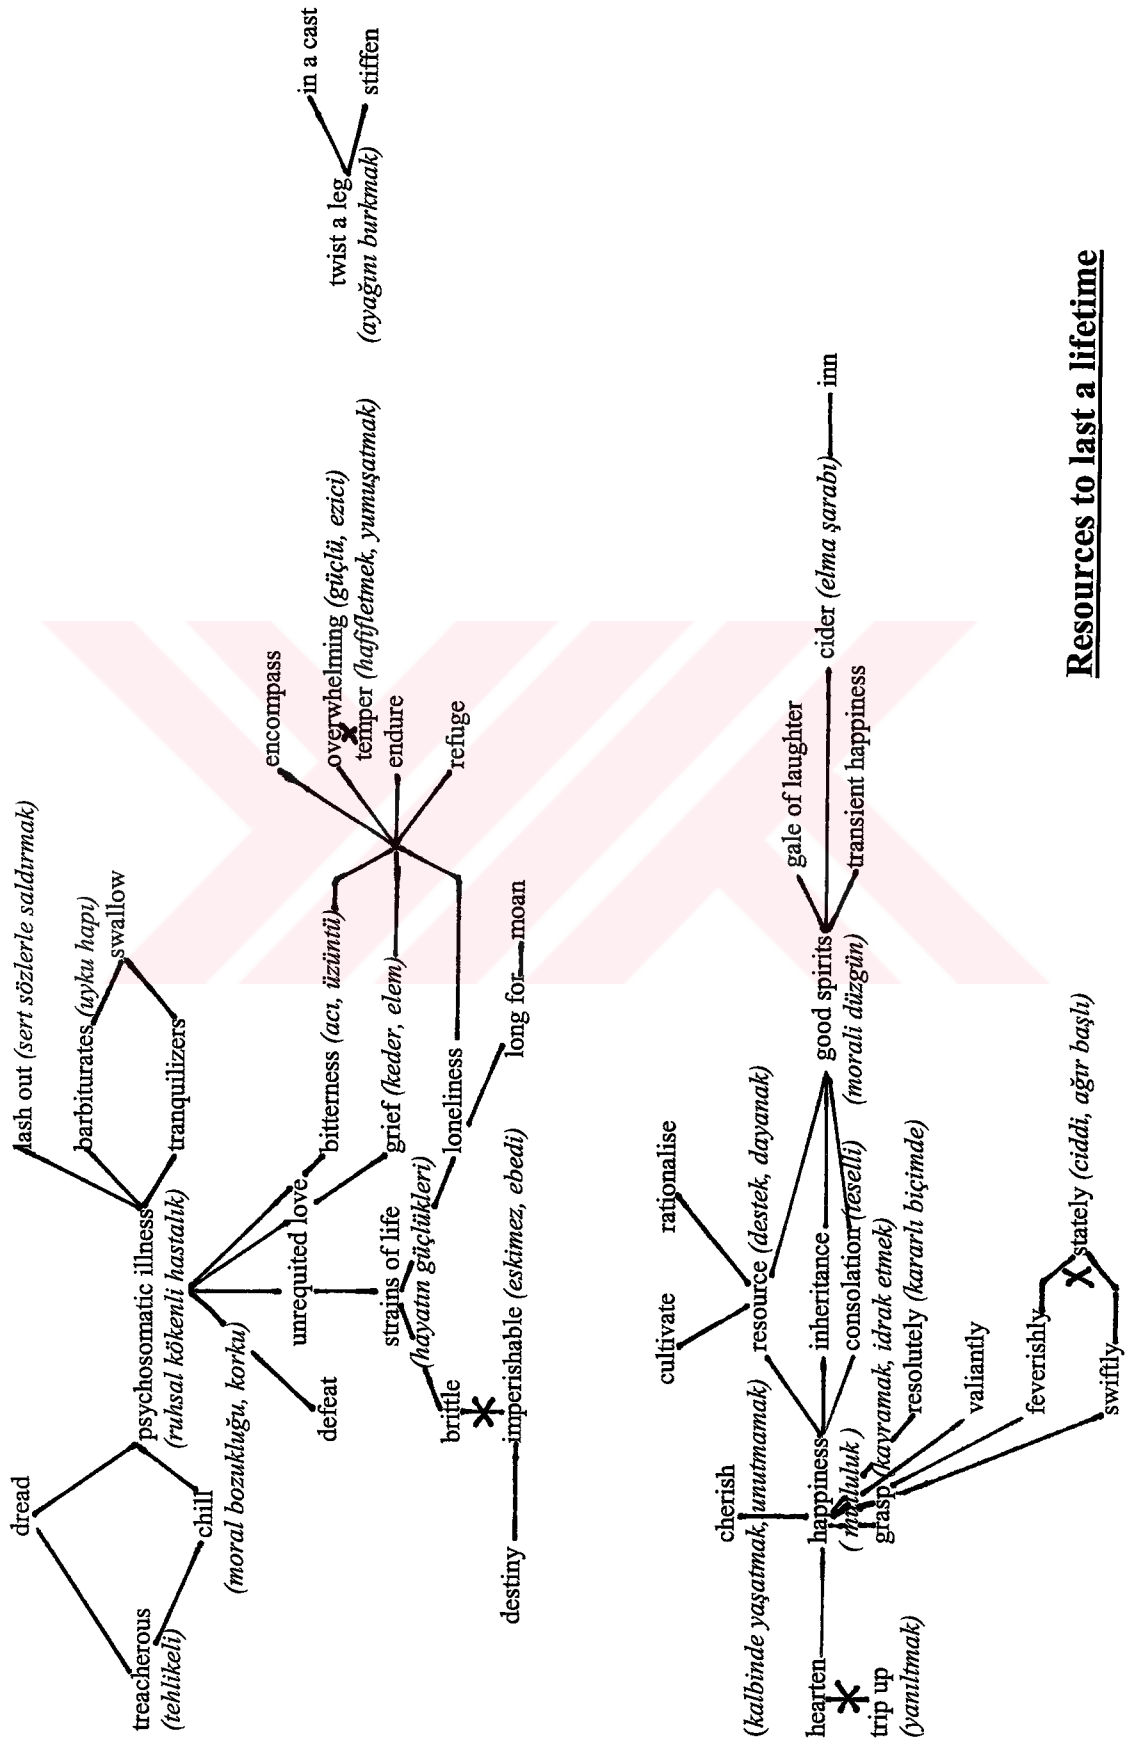 dread
lash out (sert sözlerle saldırmak)
barbiturates (uyku hapı)
swallow
treacherous
(tehlikeli)
psychosomatic illness
(ruhsal kökenli hastalık)
tranquilizers
chill
(moral bozukluğu, korku)
encompass
defeat
unrequited love
bitterness (acı, üzüntü)
overwhelming (güçlü, ezici)
temper (hafifletmek, yumuşatmak)
in a cast
twist a leg
(ayağını burkmak)
stiffen
strains of life
(hayatın güçlükleri)
grief (keder, elem)
endure
brittle
loneliness
refuge
destiny
imperishable (eskimez, ebedi)
long for
moan
cultivate
rationalise
cherish
(kalbinde yaşatmak, unutmamak)
resource (destek, dayanak)
gale of laughter
hearten
happiness
( mutluluk )
inheritance
good spirits
(morali düzgün)
cider (elma şarabı)
inn
consolation (teselli)
transient happiness
trip up
(yanıltmak)
grasp (kavramak, idrak etmek)
resolutely (kararlı biçimde)
valiantly
feverishly
stately (ciddi, ağır başlı)
swiftly
Resources to last a lifetime